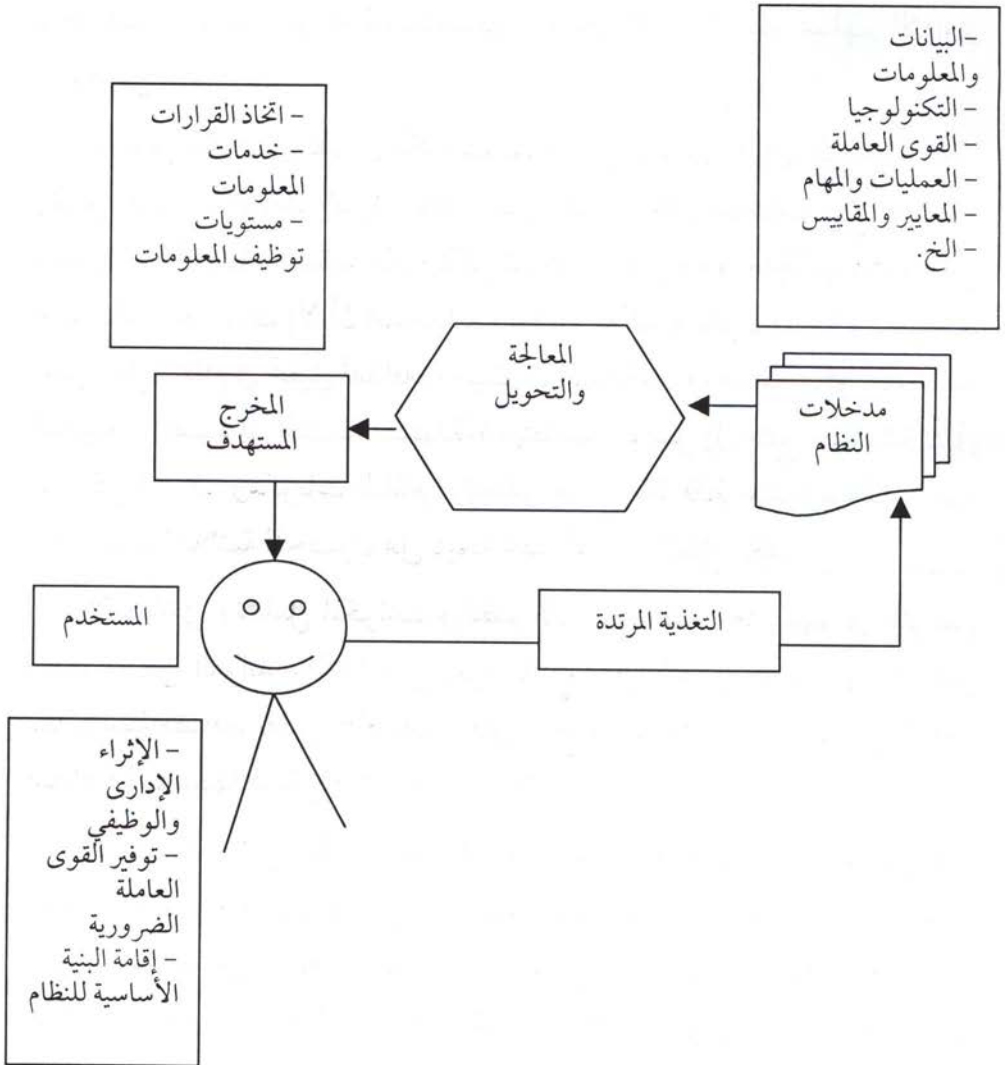 -البيانات
والمعلومات
- التكنولوجيا
- القوى العاملة
- العمليات والمهام
- المعايير والمقاييس
- الخ.
- اتخاذ القرارات
- خدمات
المعلومات
- مستويات
توظيف المعلومات
مدخلات
النظام
المعالجة
والتحويل
المخرج
المستهدف
المستخدم
التغذية المرتدة
- الإثراء
الإدارى
والوظيفي
- توفير القوى
العاملة
الضرورية
- إقامة البنية
الأساسية للنظام